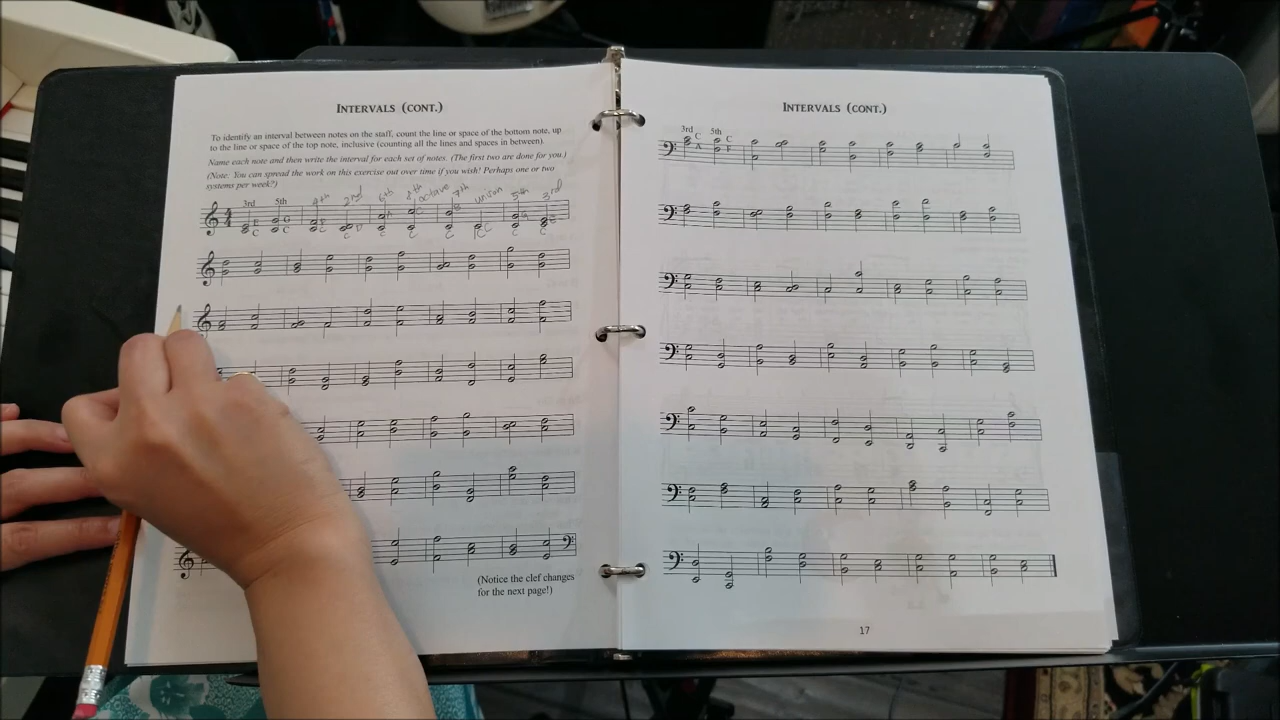 INTERVALS (CONT.)
To identify an interval between notes on the staff, count the line or space of the bottom note, up
to the line or space of the top note, inclusive (counting all the lines and spaces in between).
Name each note and then write the interval for each set of notes. (The first two are done for you.)
(Note: You can spread the work on this exercise out over time if you wish! Perhaps one or two
systems per week?)
3rd 5th 4th 2nd 6th 8th octave 7th unison 5th 3rd
(Notice the clef changes
for the next page!)
INTERVALS (CONT.)
3rd 5th
C C
A F
17